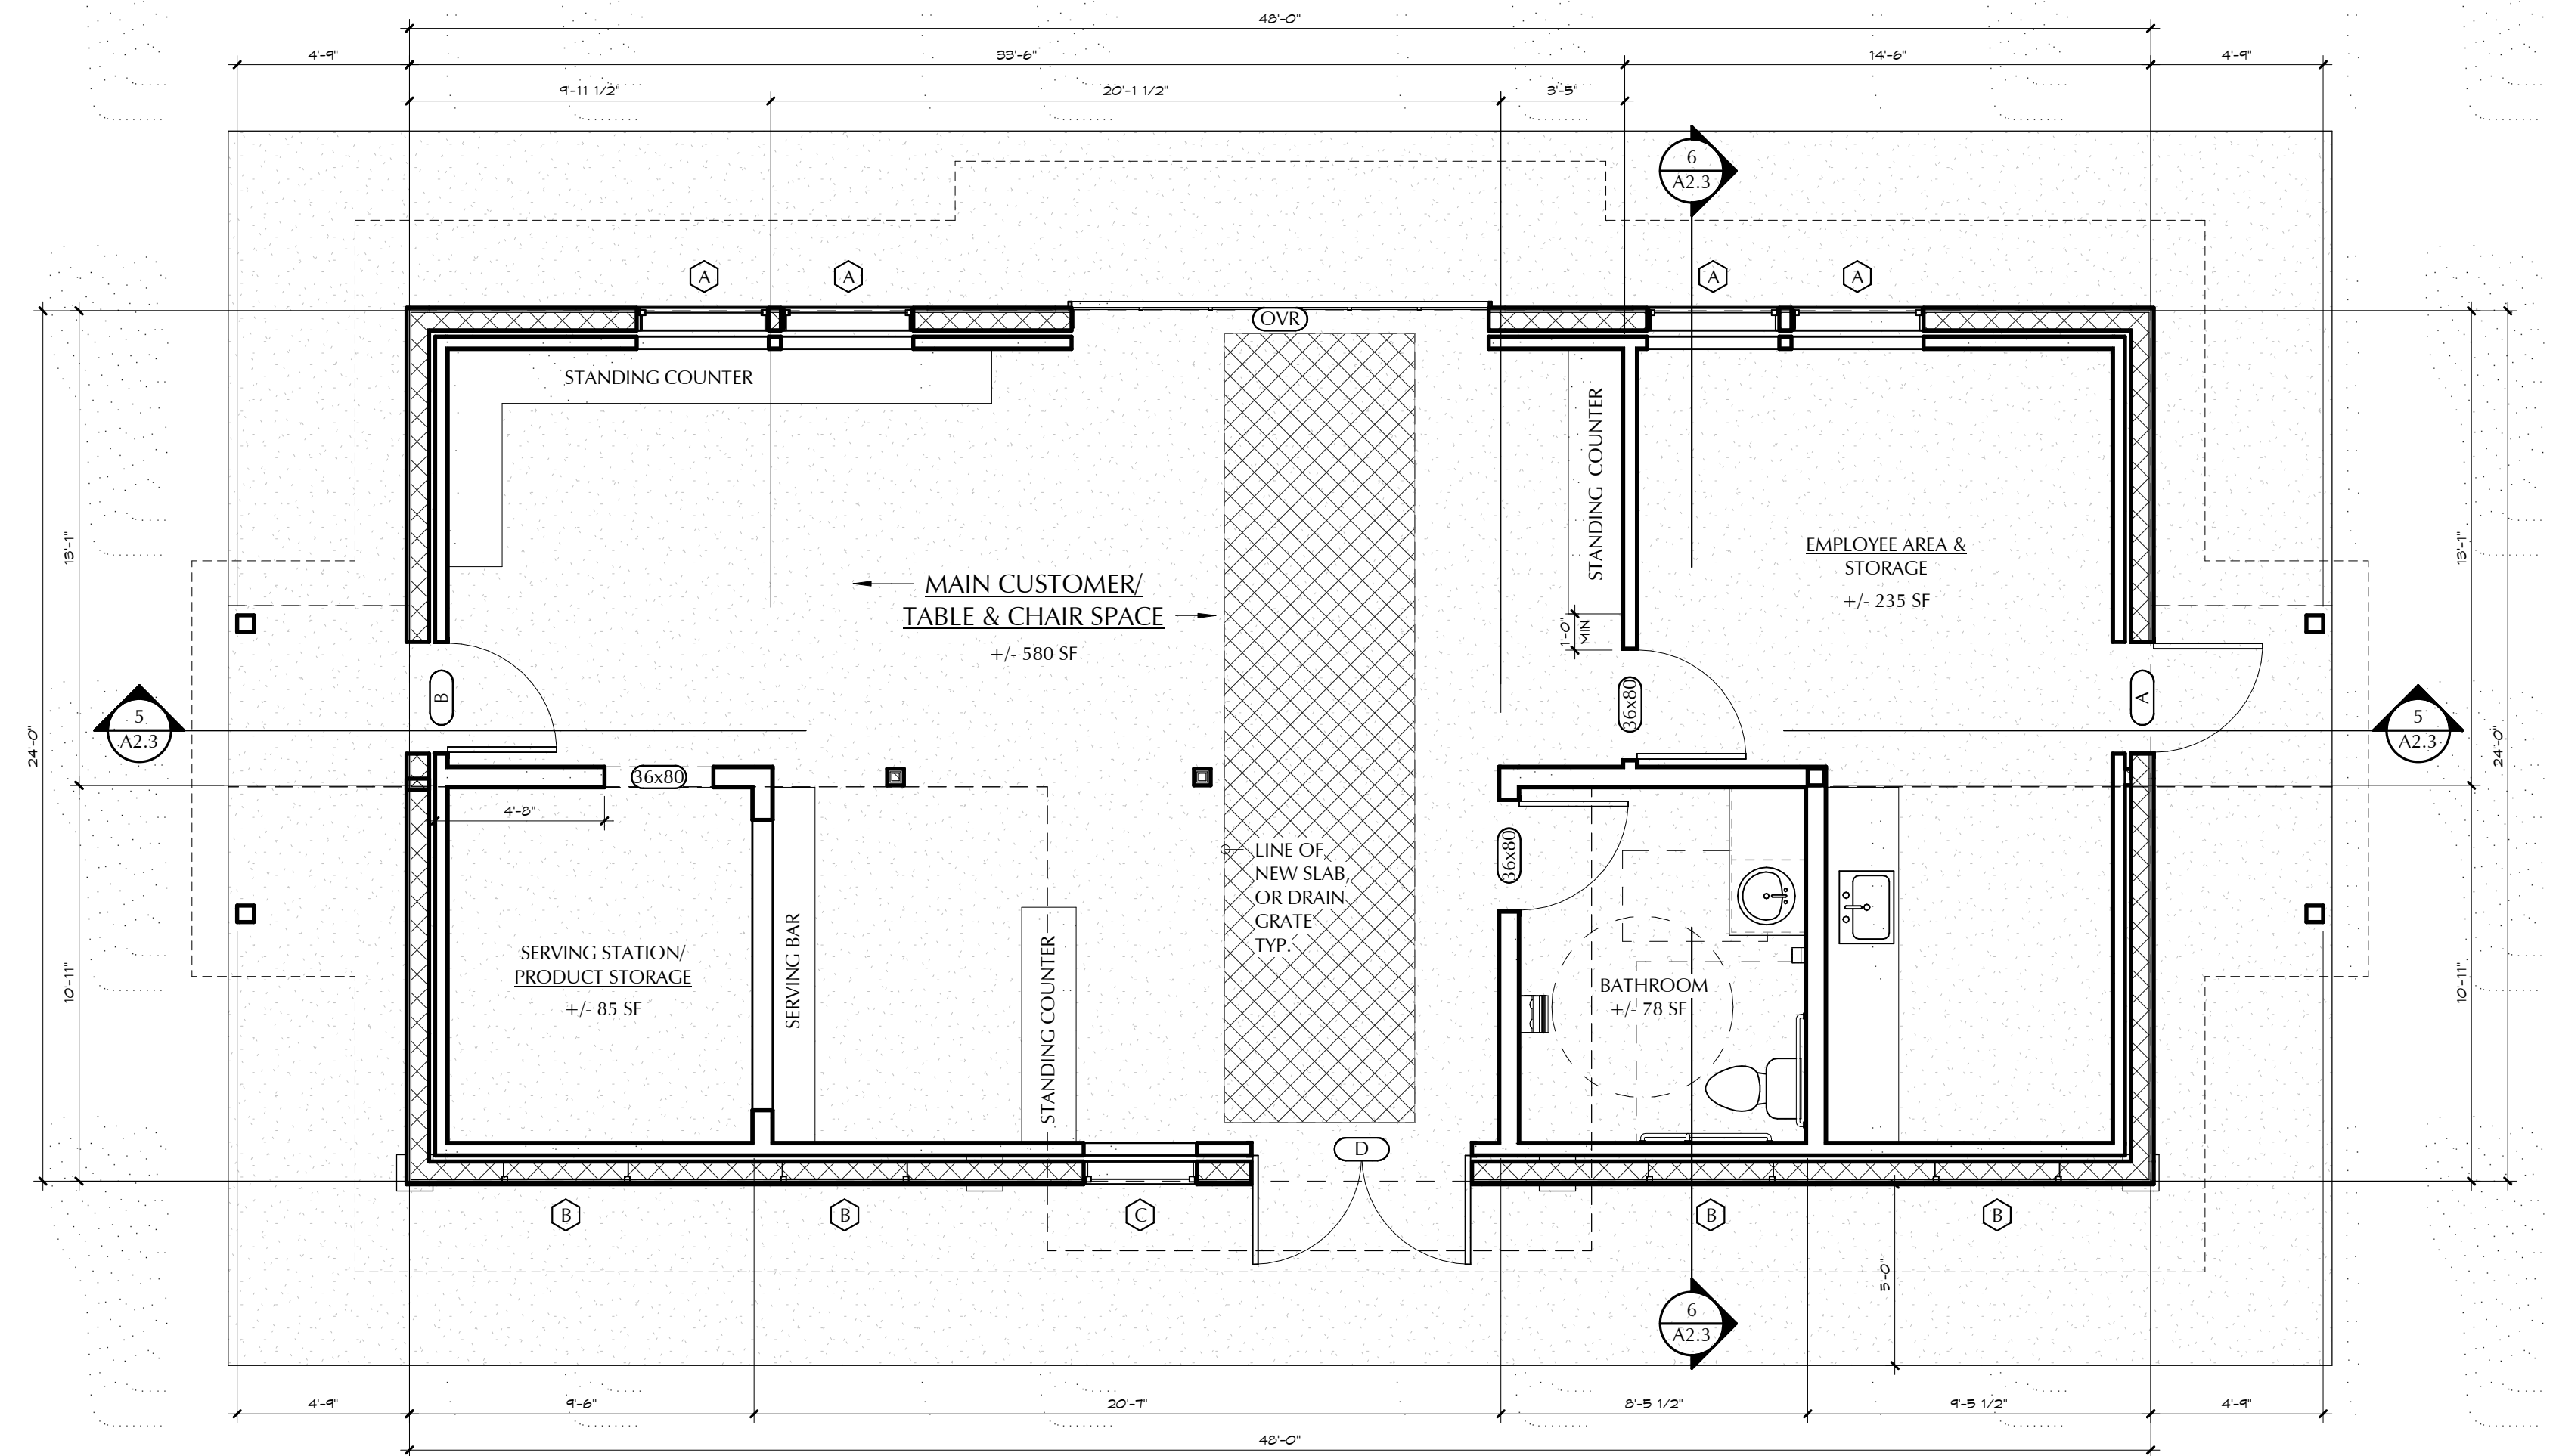 48'-0"
4'-9"
33'-6"
14'-6"
4'-9"
9'-11 1/2"
20'-1 1/2"
3'-5"
6
A2.3
A
A
A
A
OVR
STANDING COUNTER
STANDING COUNTER
EMPLOYEE AREA &
STORAGE
+/- 235 SF
13'-1"
13'-1"
MAIN CUSTOMER/
TABLE & CHAIR SPACE
+/- 580 SF
1'-0"
MIN
B
36x80
A
5
A2.3
5
A2.3
24'-0"
24'-0"
36x80
4'-8"
36x80
LINE OF
NEW SLAB,
OR DRAIN
GRATE
TYP.
SERVING STATION/
PRODUCT STORAGE
+/- 85 SF
SERVING BAR
STANDING COUNTER
BATHROOM
+/- 78 SF
10'-11"
10'-11"
D
B
B
C
B
B
5'-0"
6
A2.3
4'-9"
9'-6"
20'-7"
8'-5 1/2"
9'-5 1/2"
4'-9"
48'-0"